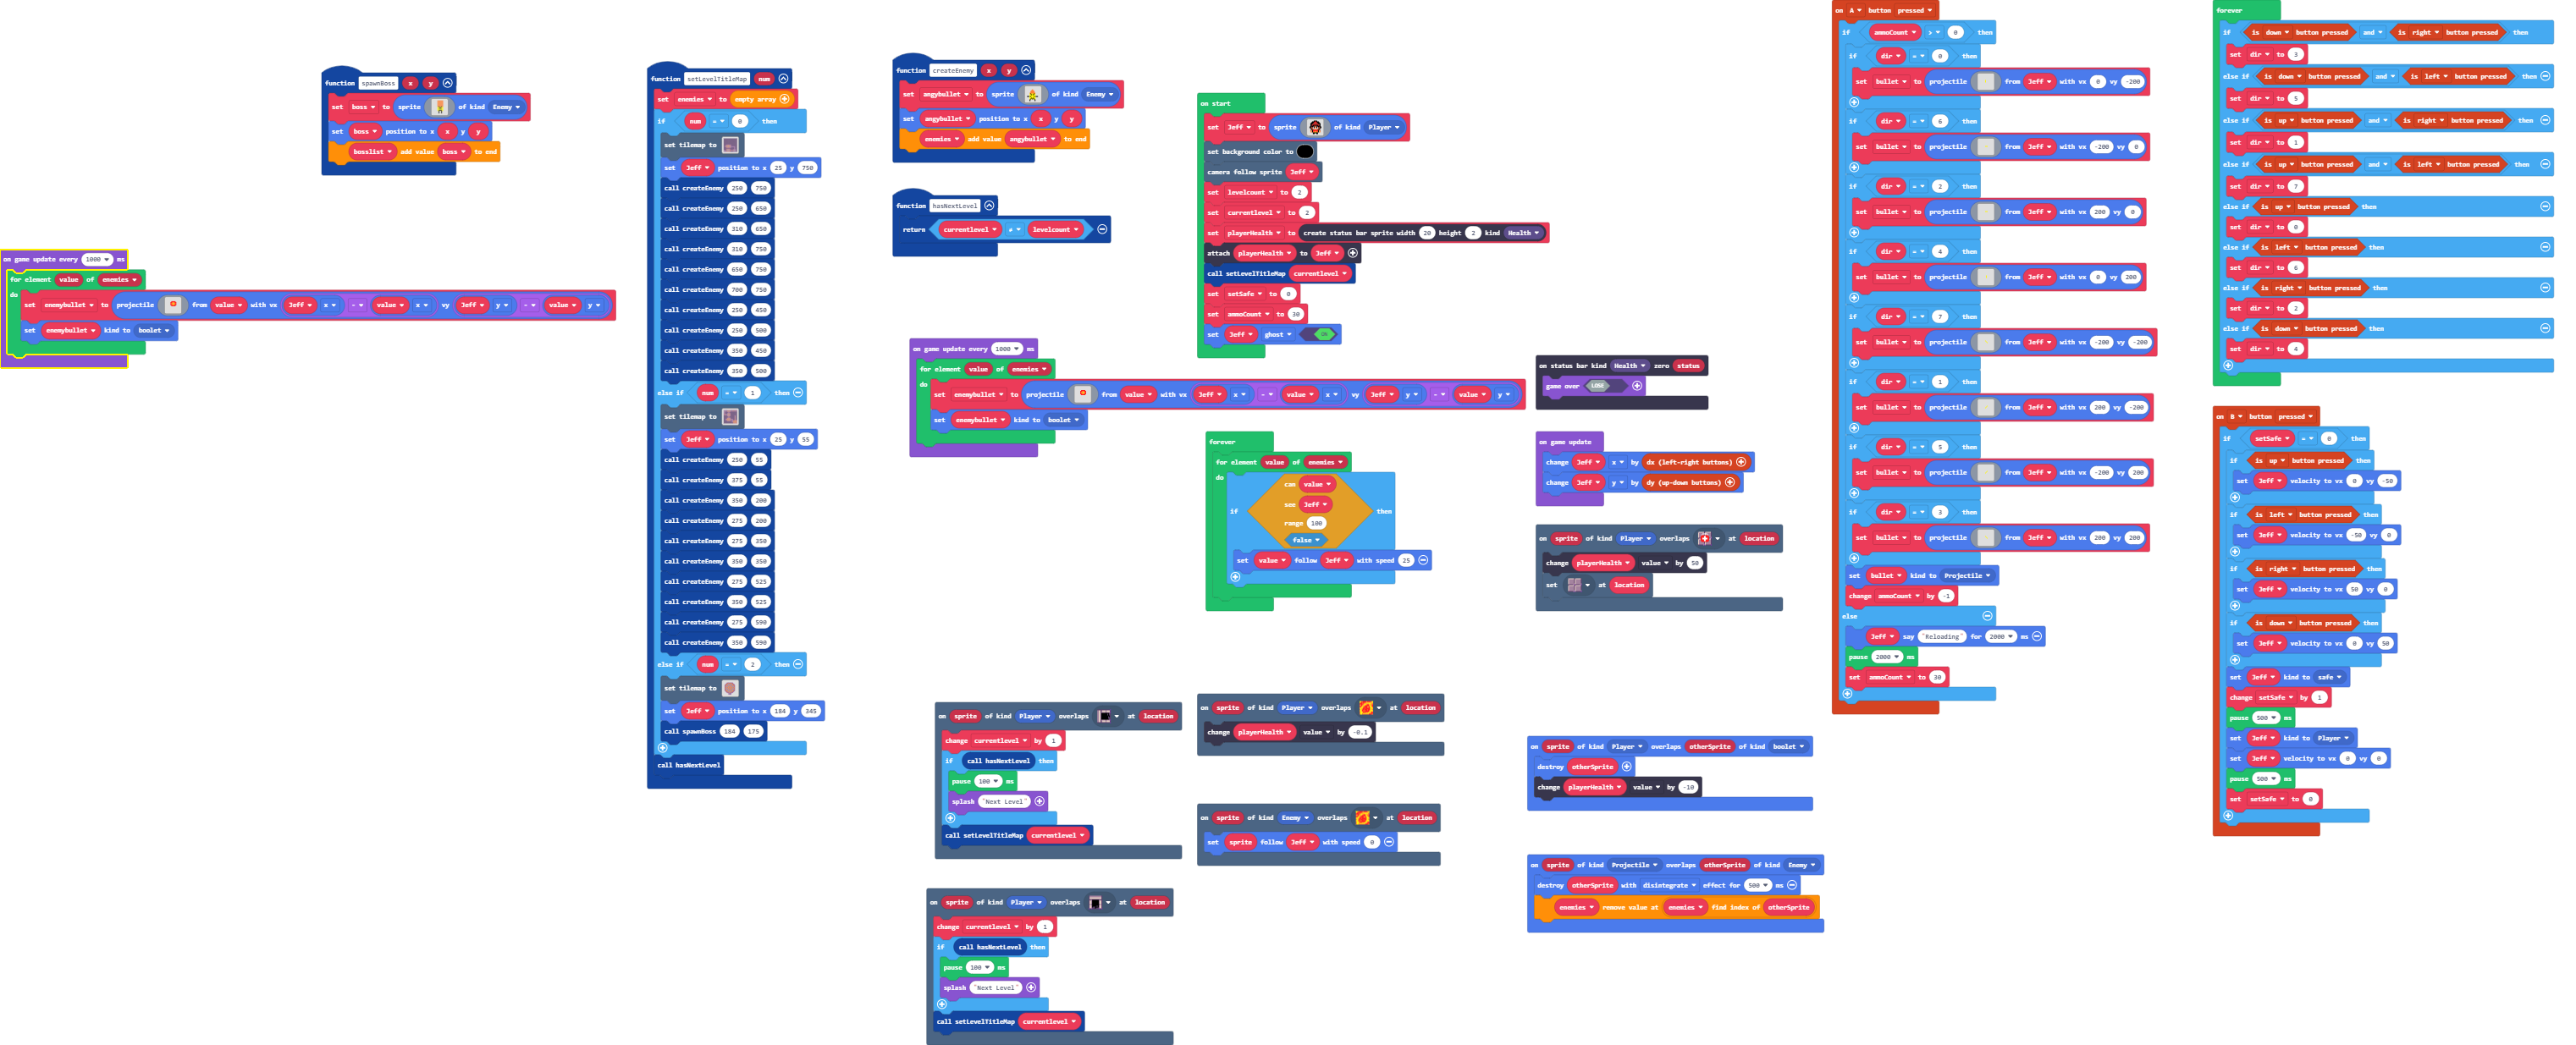 on game update every 1000 ms
for element value of enemies
do
set enemybullet to projectile from value with vx Jeff x - value x vy Jeff y - value y
set enemybullet kind to boolet
function spawnBoss x y
set boss to sprite of kind Enemy
set boss position to x x y y
bosslist add value boss to end
function setLevelTitleMap num
set enemies to empty array
if num = 0 then
set tilemap to
set Jeff position to x 25 y 750
call createEnemy 250 750
call createEnemy 250 650
call createEnemy 310 650
call createEnemy 310 750
call createEnemy 650 750
call createEnemy 700 750
call createEnemy 250 450
call createEnemy 250 500
call createEnemy 350 450
call createEnemy 350 500
else if num = 1 then
set tilemap to
set Jeff position to x 25 y 55
call createEnemy 250 55
call createEnemy 375 55
call createEnemy 350 200
call createEnemy 275 200
call createEnemy 275 350
call createEnemy 350 350
call createEnemy 275 525
call createEnemy 350 525
call createEnemy 275 590
call createEnemy 350 590
else if num = 2 then
set tilemap to
set Jeff position to x 184 y 345
call spawnBoss 184 175
call hasNextLevel
function createEnemy x y
set angybullet to sprite of kind Enemy
set angybullet position to x x y y
enemies add value angybullet to end
function hasNextLevel
return currentlevel ≠ levelcount
on game update every 1000 ms
for element value of enemies
do
set enemybullet to projectile from value with vx Jeff x - value x vy Jeff y - value y
set enemybullet kind to boolet
on sprite of kind Player overlaps at location
change currentlevel by 1
if call hasNextLevel then
pause 100 ms
splash "Next Level"
call setLevelTitleMap currentlevel
on sprite of kind Player overlaps at location
change currentlevel by 1
if call hasNextLevel then
pause 100 ms
splash "Next Level"
call setLevelTitleMap currentlevel
on start
set Jeff to sprite of kind Player
set background color to
camera follow sprite Jeff
set levelcount to 2
set currentlevel to 2
set playerHealth to create status bar sprite width 20 height 2 kind Health
attach playerHealth to Jeff
call setLevelTitleMap currentlevel
set setSafe to 0
set ammoCount to 30
set Jeff ghost ON
forever
for element value of enemies
do
if can value see Jeff range 100 false then
set value follow Jeff with speed 25
on sprite of kind Player overlaps at location
change playerHealth value by -0.1
on sprite of kind Enemy overlaps at location
set sprite follow Jeff with speed 0
on status bar kind Health zero status
game over LOSE
on game update
change Jeff x by dx (left-right buttons)
change Jeff y by dy (up-down buttons)
on sprite of kind Player overlaps at location
change playerHealth value by 50
set at location
on sprite of kind Player overlaps otherSprite of kind boolet
destroy otherSprite
change playerHealth value by -10
on sprite of kind Projectile overlaps otherSprite of kind Enemy
destroy otherSprite with disintegrate effect for 500 ms
enemies remove value at enemies find index of otherSprite
on A button pressed
if ammoCount > 0 then
if dir = 0 then
set bullet to projectile from Jeff with vx 0 vy -200
if dir = 6 then
set bullet to projectile from Jeff with vx -200 vy 0
if dir = 2 then
set bullet to projectile from Jeff with vx 200 vy 0
if dir = 4 then
set bullet to projectile from Jeff with vx 0 vy 200
if dir = 7 then
set bullet to projectile from Jeff with vx -200 vy -200
if dir = 1 then
set bullet to projectile from Jeff with vx 200 vy -200
if dir = 5 then
set bullet to projectile from Jeff with vx -200 vy 200
if dir = 3 then
set bullet to projectile from Jeff with vx 200 vy 200
set bullet kind to Projectile
change ammoCount by -1
else
Jeff say "Reloading" for 2000 ms
pause 2000 ms
set ammoCount to 30
forever
if is down button pressed and is right button pressed then
set dir to 3
else if is down button pressed and is left button pressed then
set dir to 5
else if is up button pressed and is right button pressed then
set dir to 1
else if is up button pressed and is left button pressed then
set dir to 7
else if is up button pressed then
set dir to 0
else if is left button pressed then
set dir to 6
else if is right button pressed then
set dir to 2
else if is down button pressed then
set dir to 4
on B button pressed
if setSafe = 0 then
if is up button pressed then
set Jeff velocity to vx 0 vy -50
if is left button pressed then
set Jeff velocity to vx -50 vy 0
if is right button pressed then
set Jeff velocity to vx 50 vy 0
if is down button pressed then
set Jeff velocity to vx 0 vy 50
set Jeff kind to safe
change setSafe by 1
pause 500 ms
set Jeff kind to Player
set Jeff velocity to vx 0 vy 0
pause 500 ms
set setSafe to 0